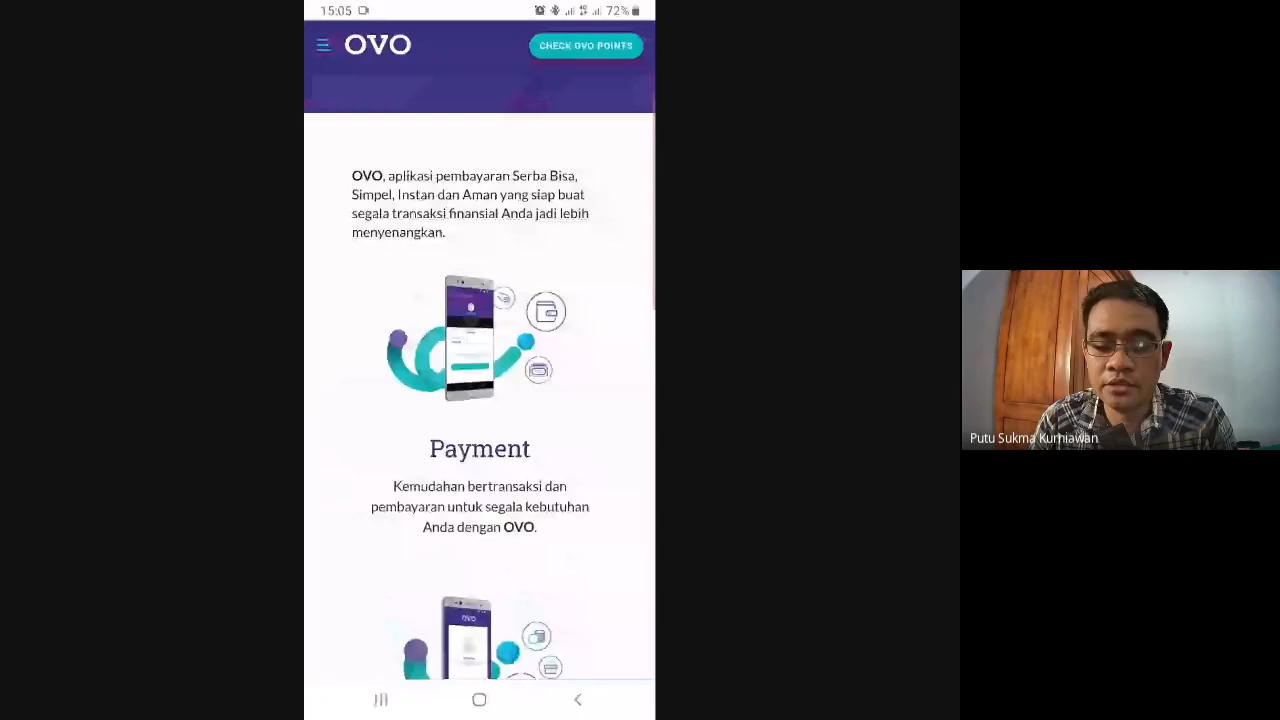 15:05
72%
OVO
CHECK OVO POINTS
OVO, aplikasi pembayaran Serba Bisa,
Simpel, Instan dan Aman yang siap buat
segala transaksi finansial Anda jadi lebih
menyenangkan.
Payment
Kemudahan bertransaksi dan
pembayaran untuk segala kebutuhan
Anda dengan OVO.
OVO
Putu Sukma Kurniawan